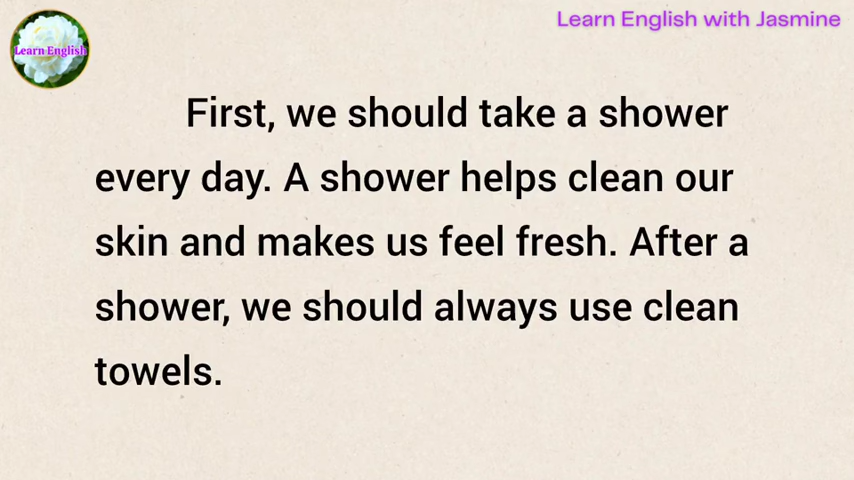 Learn English with Jasmine
Learn English
First, we should take a shower
every day. A shower helps clean our
skin and makes us feel fresh. After a
shower, we should always use clean
towels.